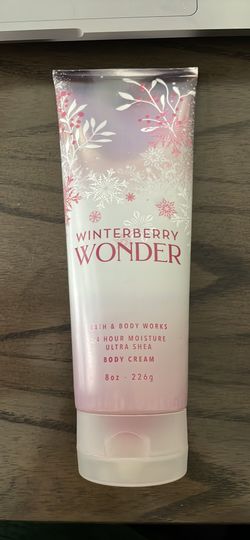 WINTERBERRY
WONDER
BATH & BODY WORKS
24 HOUR MOISTURE
ULTRA SHEA
BODY CREAM
8oz - 226g